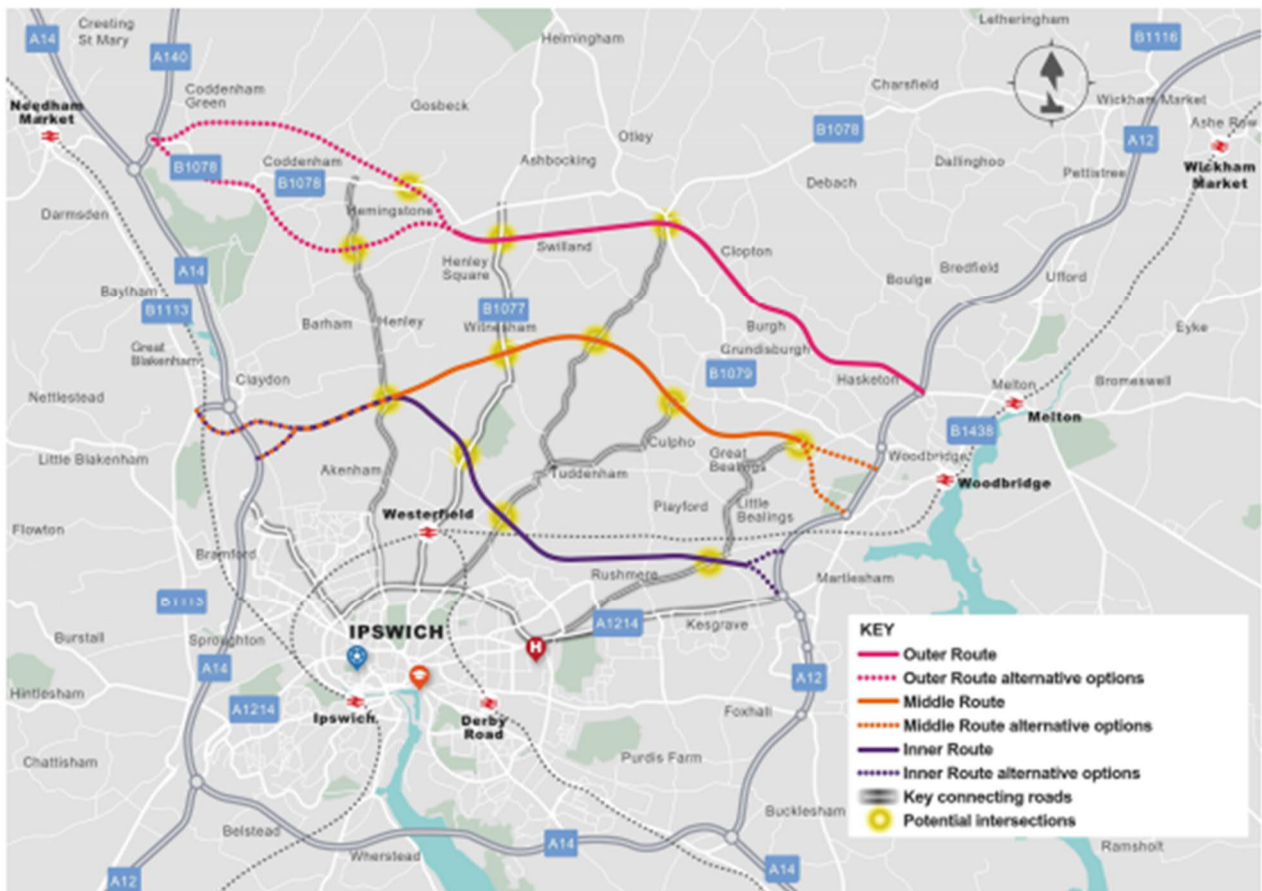 Creeting
St Mary
Letheringham
A14
A140
Helmingham
B1116
Charsfield
Coddenham
Green
Gosbeck
Wickham Market
Needham
Market
Ashe Row
B1078
A12
Otley
Ashbocking
Coddenham
B1078
B1078
Dallinghoo
Pettistree
Wickham
Market
Debach
Darmsden
Hemingstone
Swilland
Clopton
Henley
Square
A14
Bredfield
Boulge
Ufford
Baylham
B1113
B1077
Barham
Henley
Witnesham
Burgh
Eyke
Great
Blakenham
Grundisburgh
B1079
Claydon
Hasketon
Melton
Bromeswell
Nettlestead
Melton
B1438
Culpho
Little Blakenham
Akenham
Great
Bealings
Woodbridge
Tuddenham
Woodbridge
Westerfield
Playford
Little
Bealings
Flowton
Bramford
Rushmere
Martlesham
B1113
A1214
Kesgrave
Burstall
Sproughton
IPSWICH
H
A14
A12
Hintlesham
A1214
Ipswich
Derby
Road
Foxhall
Chattisham
Purdis Farm
Bucklesham
Belstead
A14
Wherstead
A14
A12
Ramsholt
KEY
Outer Route
Outer Route alternative options
Middle Route
Middle Route alternative options
Inner Route
Inner Route alternative options
Key connecting roads
Potential intersections